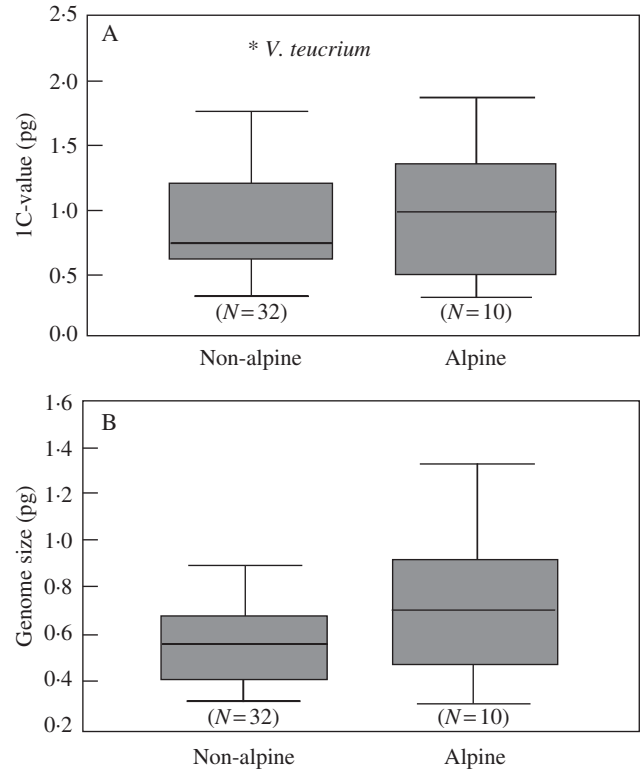 A
* V. teucrium
2·5
2·0
1·5
1·0
0·5
0·0
1C-value (pg)
(N=32)
(N=10)
Non-alpine
Alpine
B
1·6
1·4
1·2
1·0
0·8
0·6
0·4
0·2
Genome size (pg)
(N=32)
(N=10)
Non-alpine
Alpine